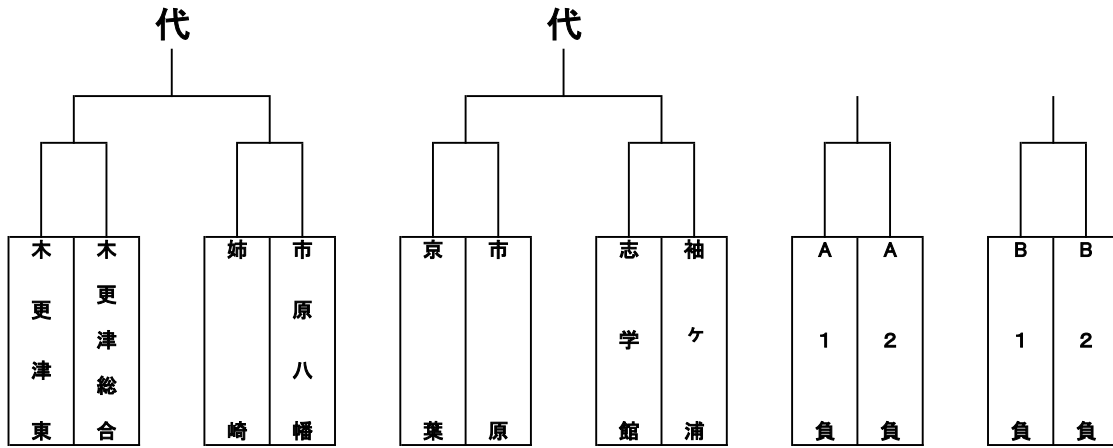 代
代
木更津東
木更津総合
姉崎
市原八幡
京葉
市原
志学館
袖ケ浦
A1負
A2負
B1負
B2負